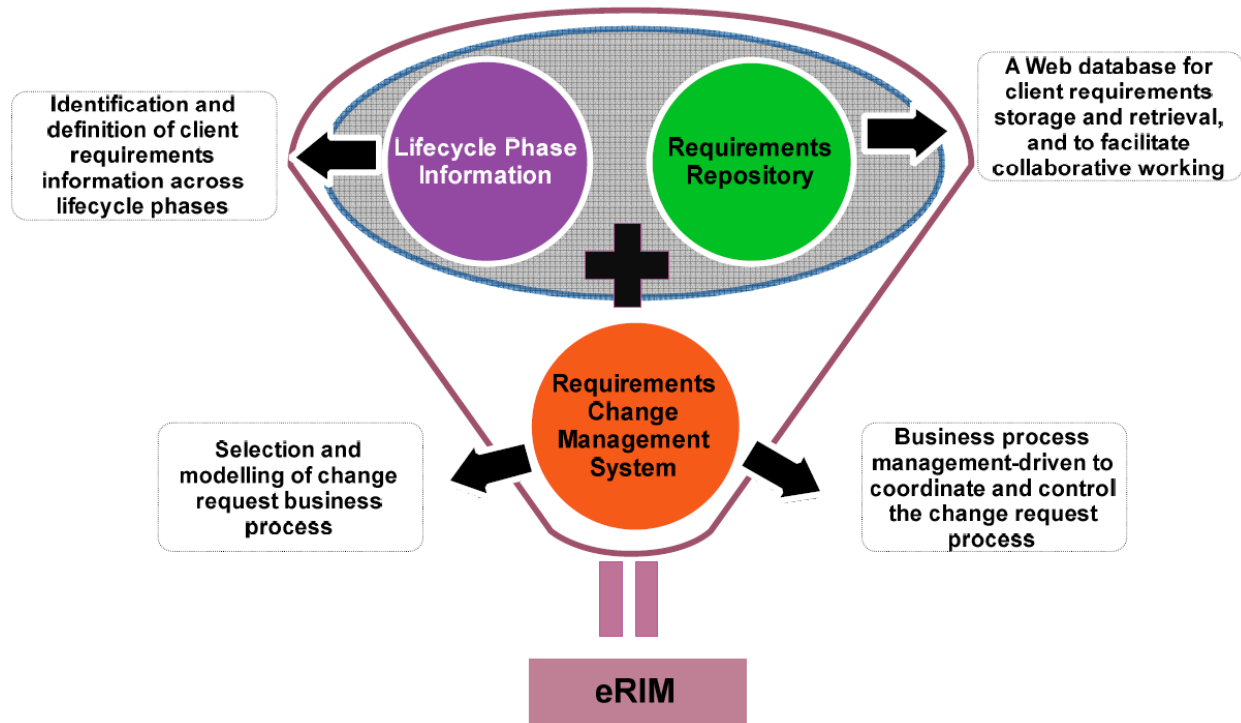 Identification and
definition of client
requirements
information across
lifecycle phases
Lifecycle Phase
Information
Requirements
Repository
A Web database for
client requirements
storage and retrieval,
and to facilitate
collaborative working
Requirements
Change
Management
System
Selection and
modelling of change
request business
process
Business process
management-driven to
coordinate and control
the change request
process
eRIM